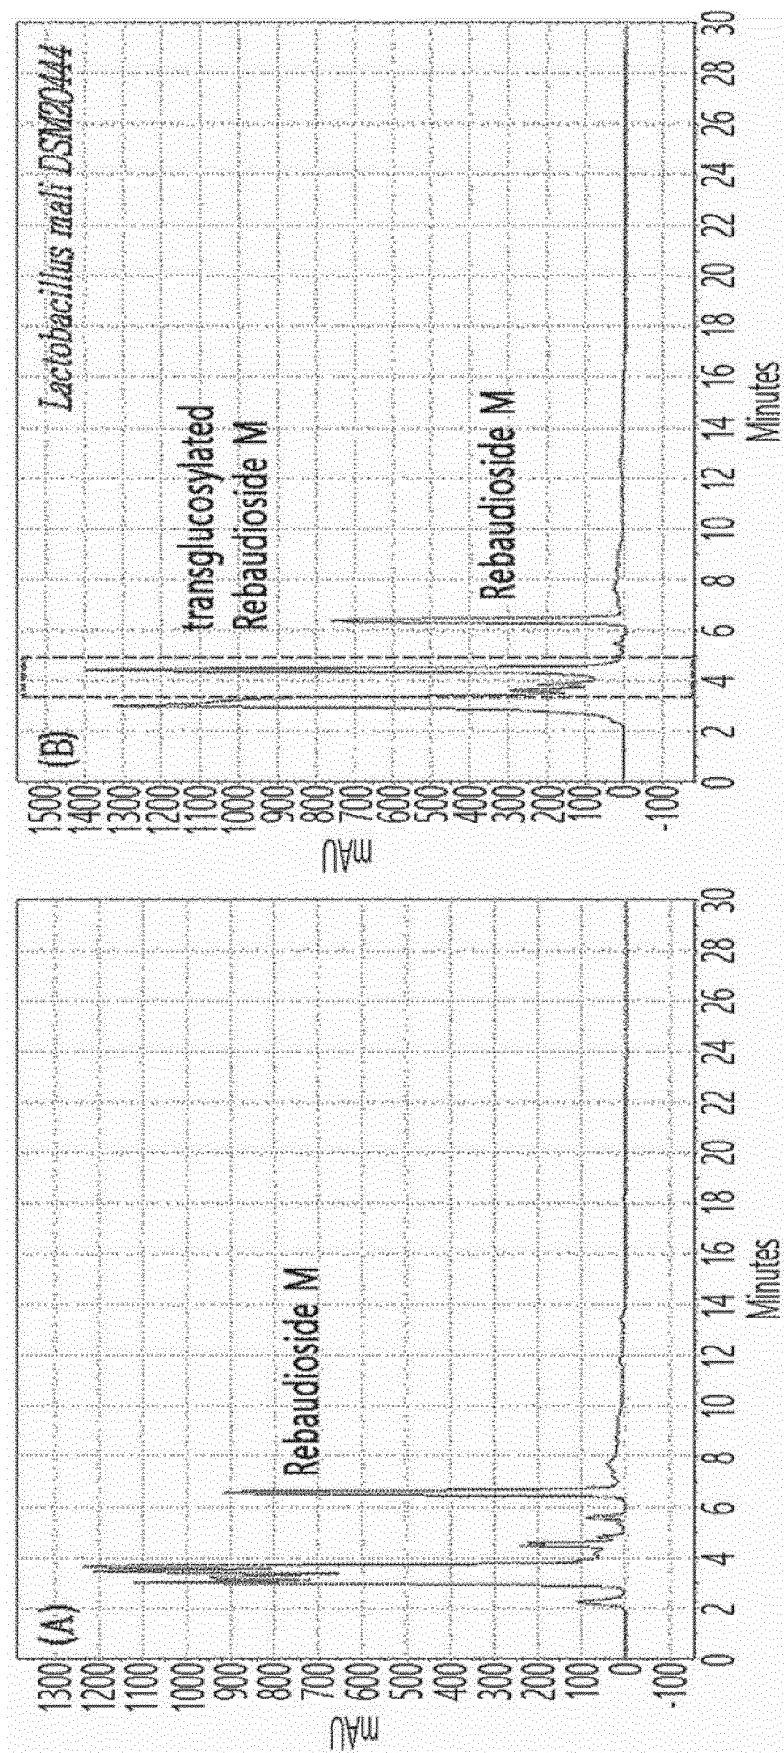 (A)
1300
1200
1100
1000
900
800
700
600
500
400
300
200
100
0
-100
mAU
Rebaudioside M
0 2 4 6 8 10 12 14 16 18 20 22 24 26 28 30
Minutes
(B)
Lactobacillus mali DSM20444
1500
1400
1300
1200
1100
1000
900
800
700
600
500
400
300
200
100
0
-100
mAU
transglucosylated
Rebaudioside M
Rebaudioside M
0 2 4 6 8 10 12 14 16 18 20 22 24 26 28 30
Minutes